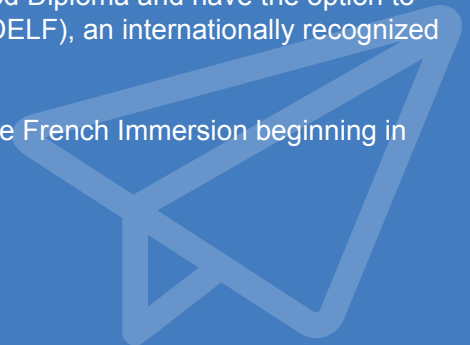 Diploma and have the option to
DELF), an internationally recognized
French Immersion beginning in